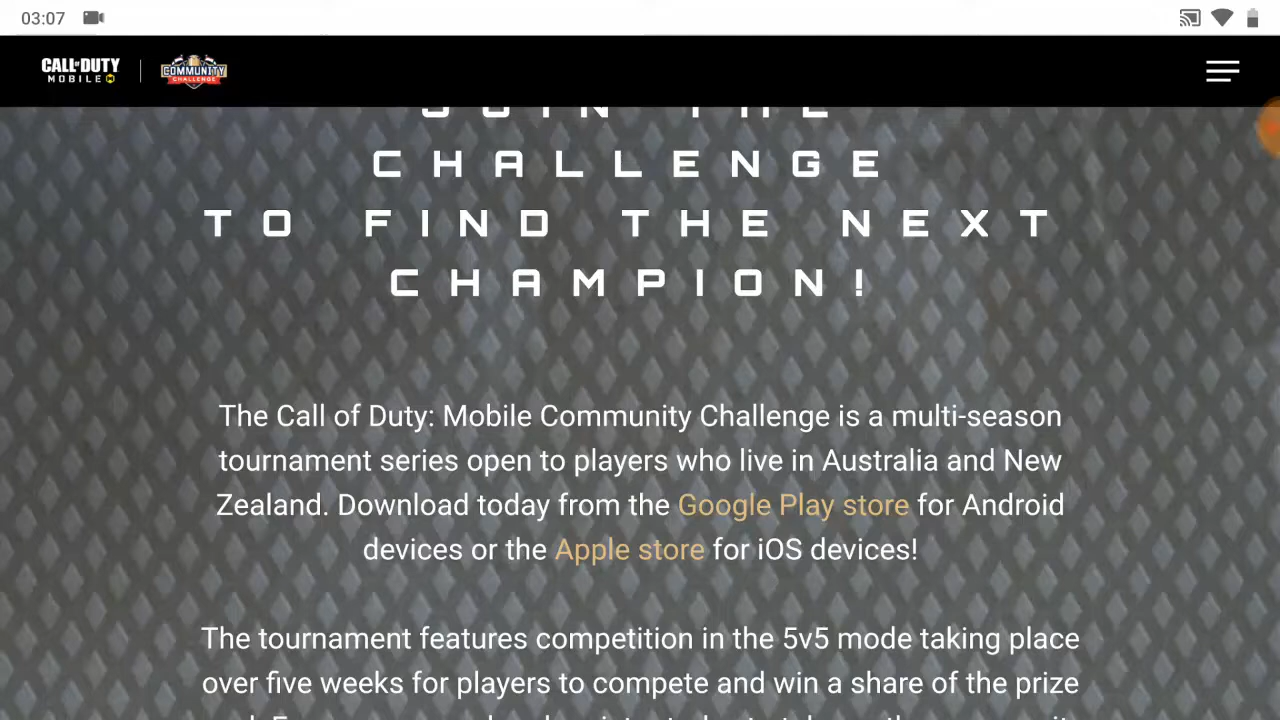 03:07
CALL OF DUTY
MOBILE
COMMUNITY
CHALLENGE
JOIN THE
CHALLENGE
TO FIND THE NEXT
CHAMPION!
The Call of Duty: Mobile Community Challenge is a multi-season
tournament series open to players who live in Australia and New
Zealand. Download today from the Google Play store for Android
devices or the Apple store for iOS devices!
The tournament features competition in the 5v5 mode taking place
over five weeks for players to compete and win a share of the prize